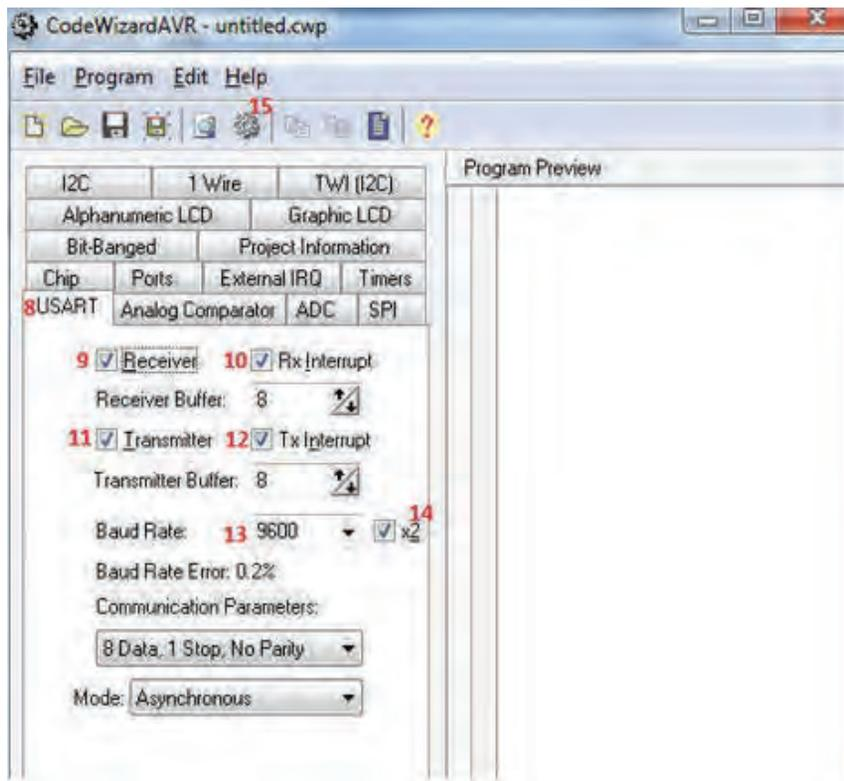 CodeWizardAVR - untitled.cwp
File Program Edit Help
15
?
I2C 1 Wire TWI (I2C)
Alphanumeric LCD Graphic LCD
Bit-Banged Project Information
Chip Ports External IRQ Timers
8 USART Analog Comparator ADC SPI
9 Receiver 10 Rx Interrupt
Receiver Buffer: 8
11 Transmitter 12 Tx Interrupt
Transmitter Buffer: 8
14
Baud Rate: 13 9600 x2
Baud Rate Error: 0.2%
Communication Parameters:
8 Data, 1 Stop, No Parity
Mode: Asynchronous
Program Preview